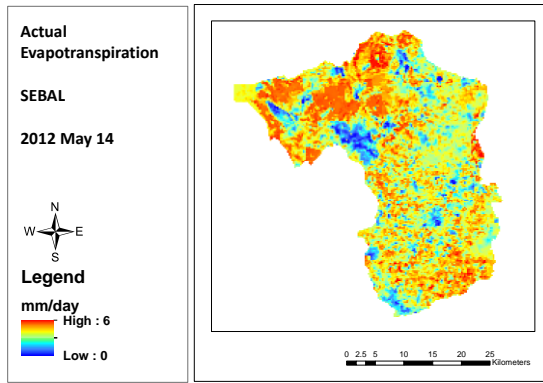 Actual
Evapotranspiration
SEBAL
2012 May 14
N
W E
S
Legend
mm/day
High : 6
Low : 0
0 2.5 5 10 15 20 25
Kilometers